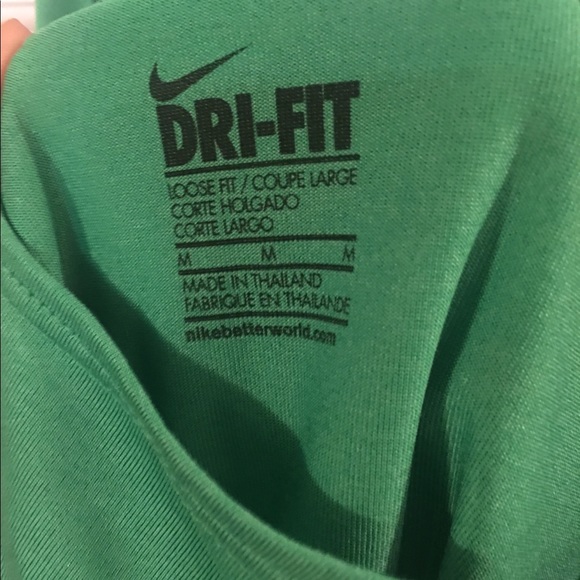 DRI-FIT
LOOSE FIT / COUPE LARGE
CORTE HOLGADO
CORTE LARGO
M M M
MADE IN THAILAND
FABRIQUE EN THAILANDE
nikebetterworld.com